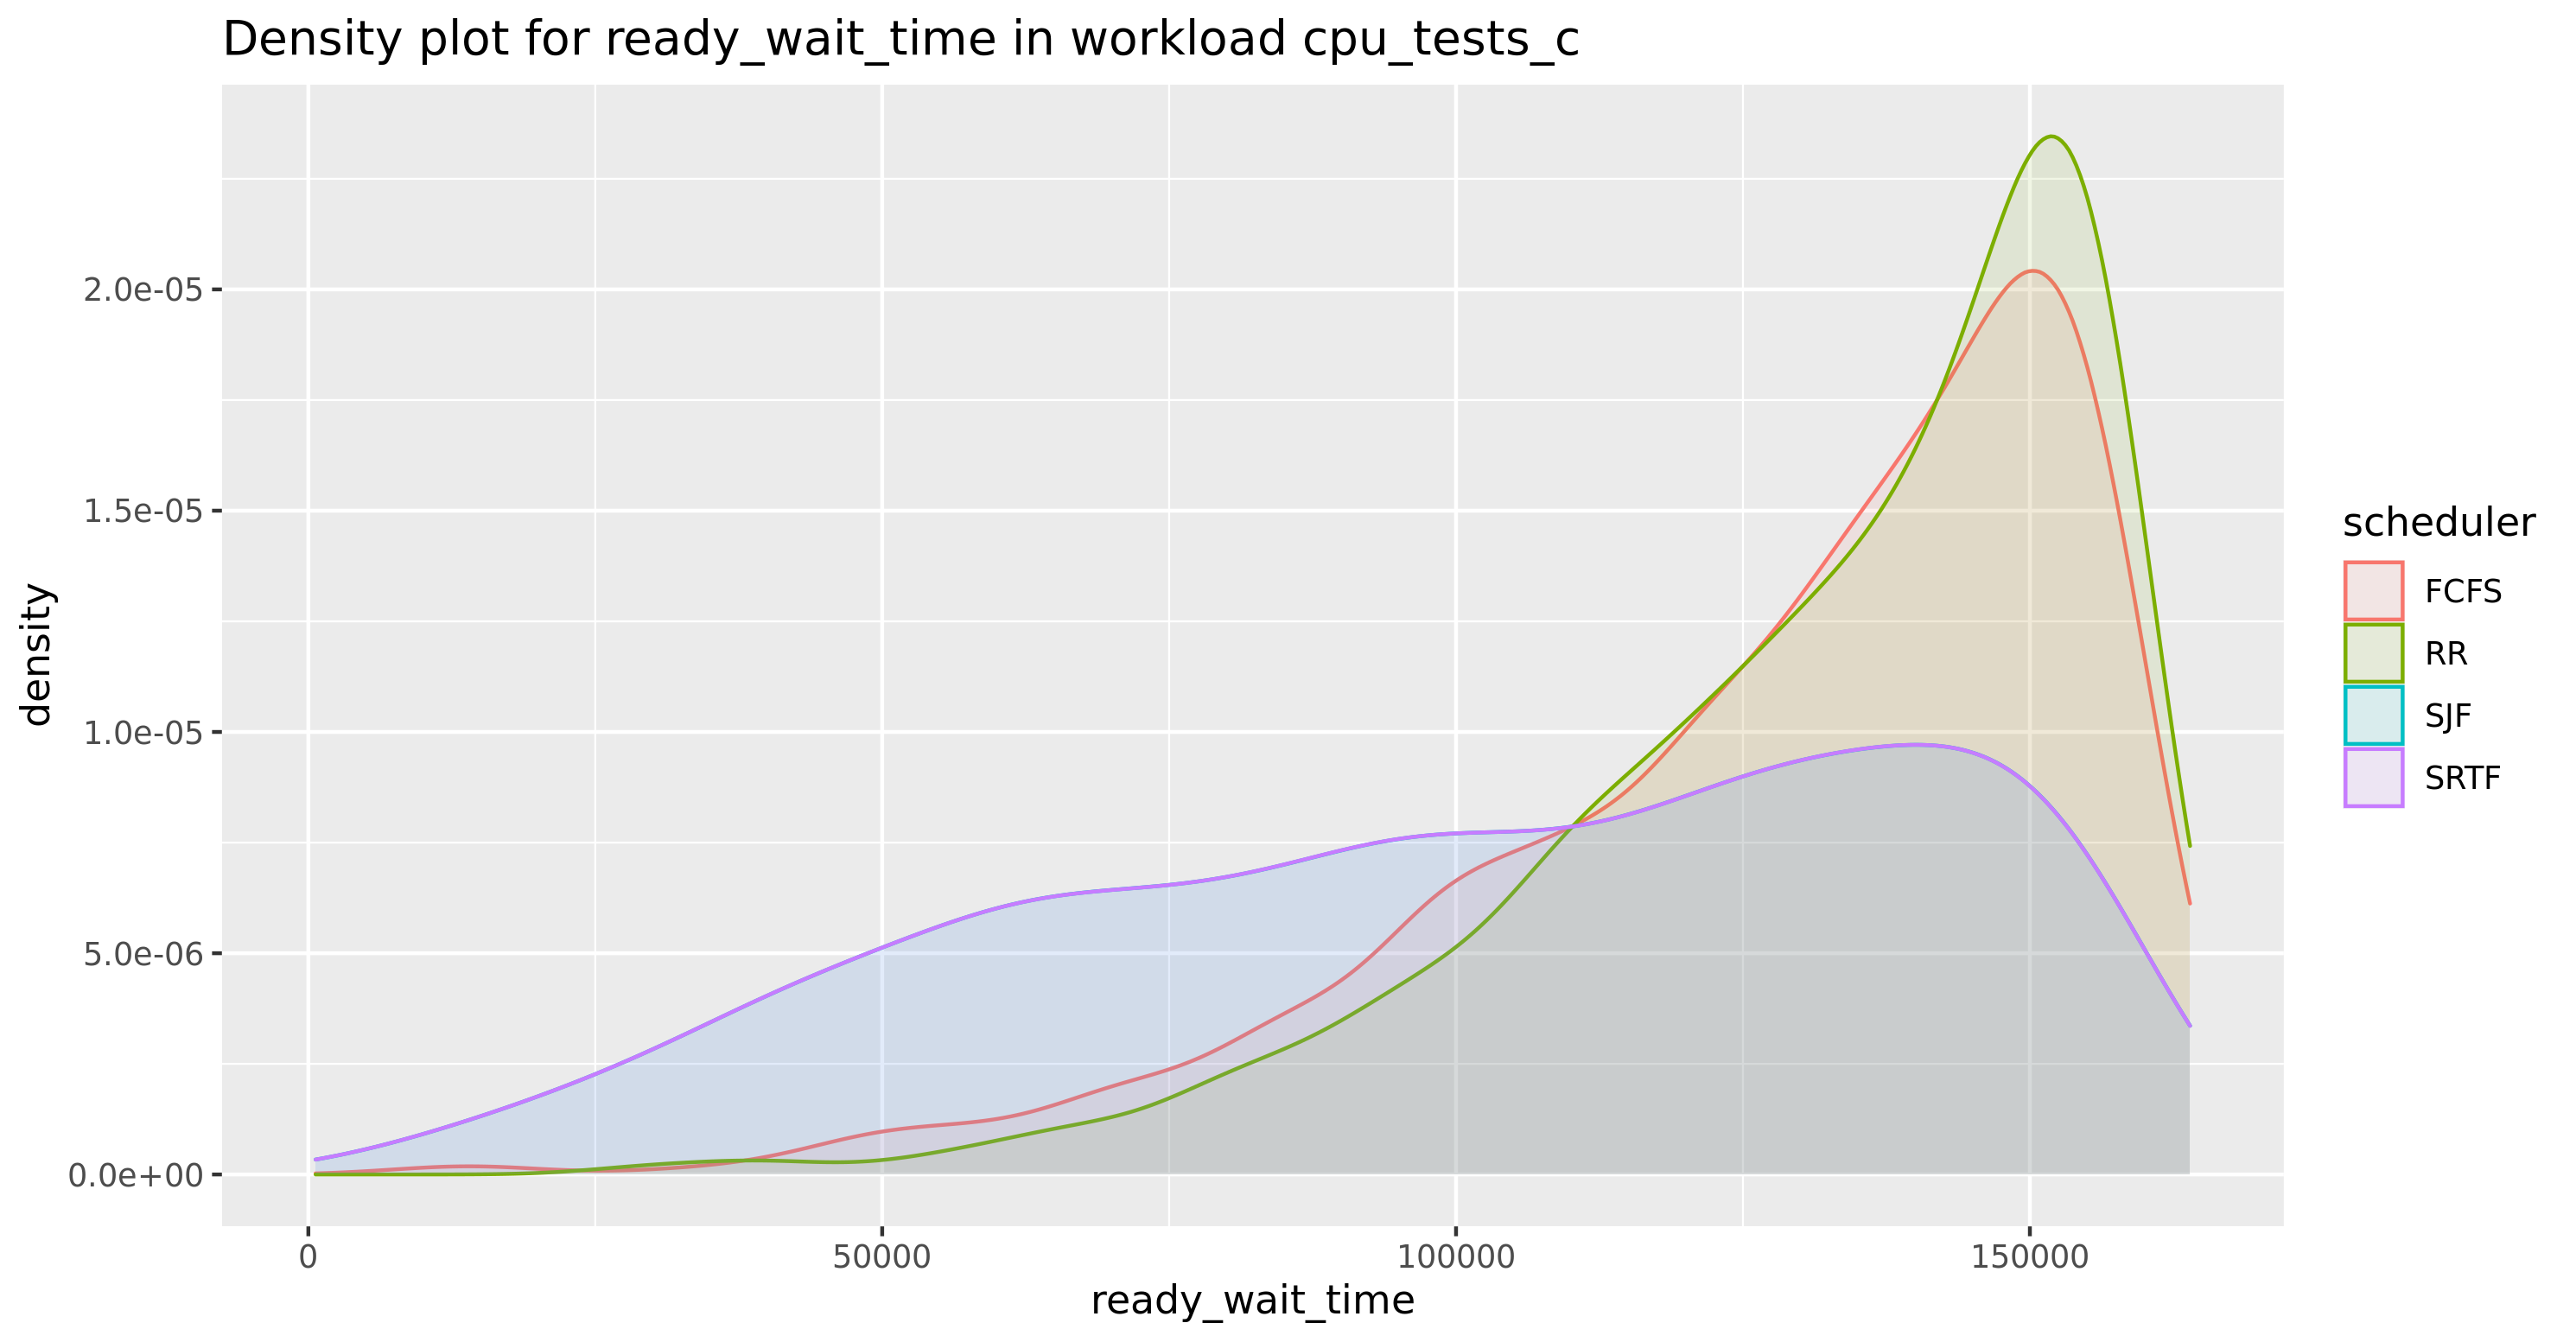 Density plot for ready_wait_time in workload cpu_tests_c
density
2.0e-05
1.5e-05
1.0e-05
5.0e-06
0.0e+00
0
50000
100000
150000
ready_wait_time
scheduler
FCFS
RR
SJF
SRTF